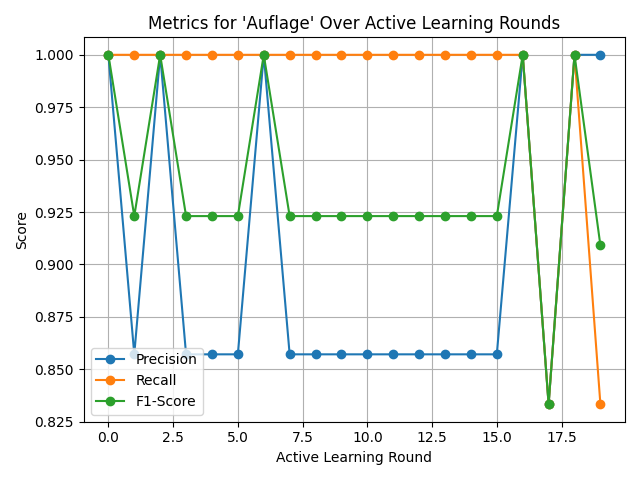 Metrics for 'Auflage' Over Active Learning Rounds
1.000
0.975
0.950
0.925
0.900
0.875
0.850
0.825
Score
Precision
Recall
F1-Score
0.0 2.5 5.0 7.5 10.0 12.5 15.0 17.5
Active Learning Round